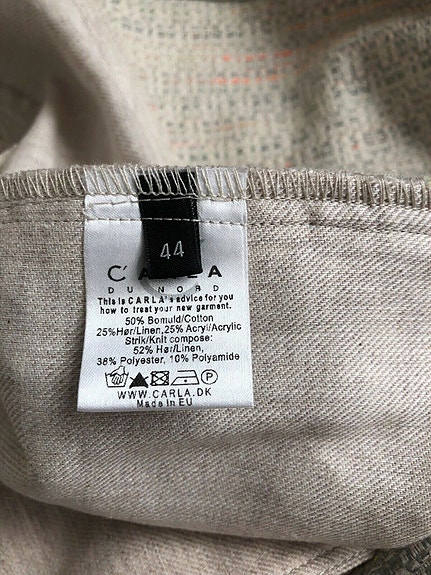 44
C'A LA
DU NORD
This is CARLA's advice for you
how to treat your new garment.
50% Bomuld/Cotton
25%Hør/Linen,25% Acryl/Acrylic
Strik/Knit compose:
52% Hør/Linen,
38% Polyester, 10% Polyamide
P
WWW.CARLA.DK
Made in EU